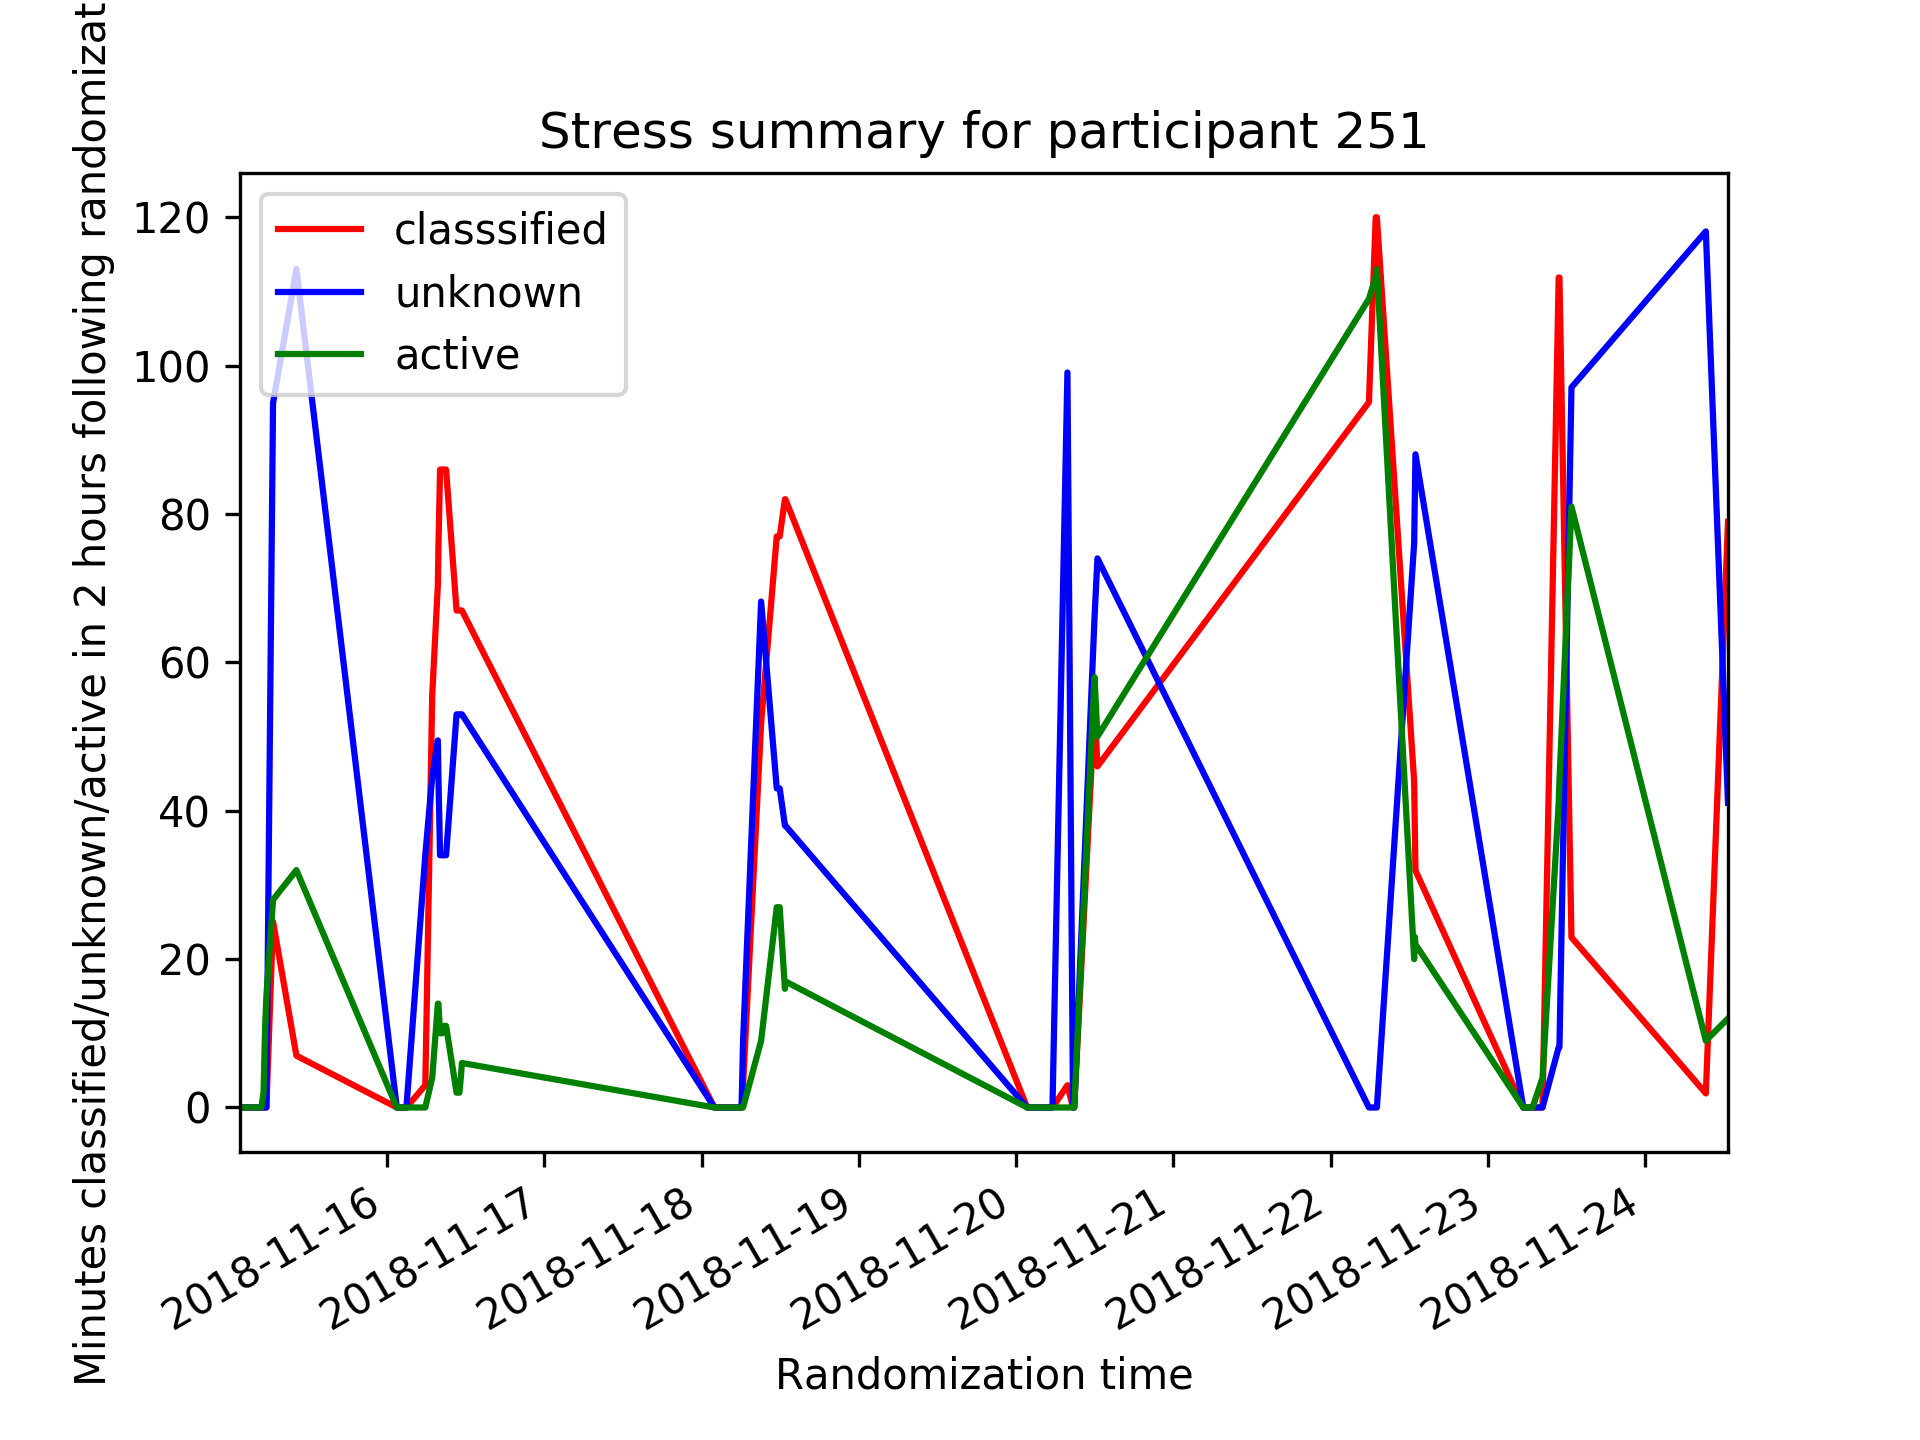 Stress summary for participant 251
Minutes classified/unknown/active in 2 hours following randomizat
classsified
unknown
active
120
100
80
60
40
20
0
2018-11-16
2018-11-17
2018-11-18
2018-11-19
2018-11-20
2018-11-21
2018-11-22
2018-11-23
2018-11-24
Randomization time